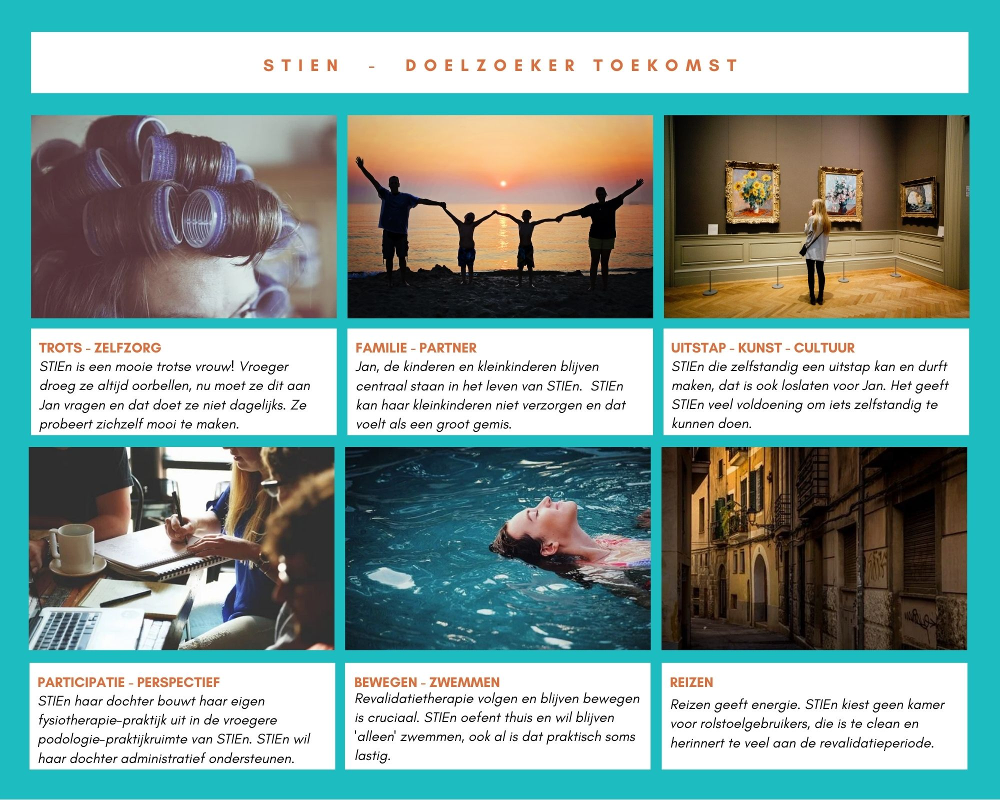 STIEN - DOELZOEKER TOEKOMST
TROTS - ZELFZORG
STIEn is een mooie trotse vrouw! Vroeger
droeg ze altijd oorbellen, nu moet ze dit aan
Jan vragen en dat doet ze niet dagelijks. Ze
probeert zichzelf mooi te maken.
FAMILIE - PARTNER
Jan, de kinderen en kleinkinderen blijven
centraal staan in het leven van STIEn. STIEn
kan haar kleinkinderen niet verzorgen en dat
voelt als een groot gemis.
UITSTAP - KUNST - CULTUUR
STIEn die zelfstandig een uitstap kan en durft
maken, dat is ook loslaten voor Jan. Het geeft
STIEn veel voldoening om iets zelfstandig te
kunnen doen.
PARTICIPATIE - PERSPECTIEF
STIEn haar dochter bouwt haar eigen
fysiotherapie-praktijk uit in de vroegere
podologie-praktijkruimte van STIEn. STIEn wil
haar dochter administratief ondersteunen.
BEWEGEN - ZWEMMEN
Revalidatietherapie volgen en blijven bewegen
is cruciaal. STIEn oefent thuis en wil blijven
'alleen' zwemmen, ook al is dat praktisch soms
lastig.
REIZEN
Reizen geeft energie. STIEn kiest geen kamer
voor rolstoelgebruikers, die is te clean en
herinnert te veel aan de revalidatieperiode.